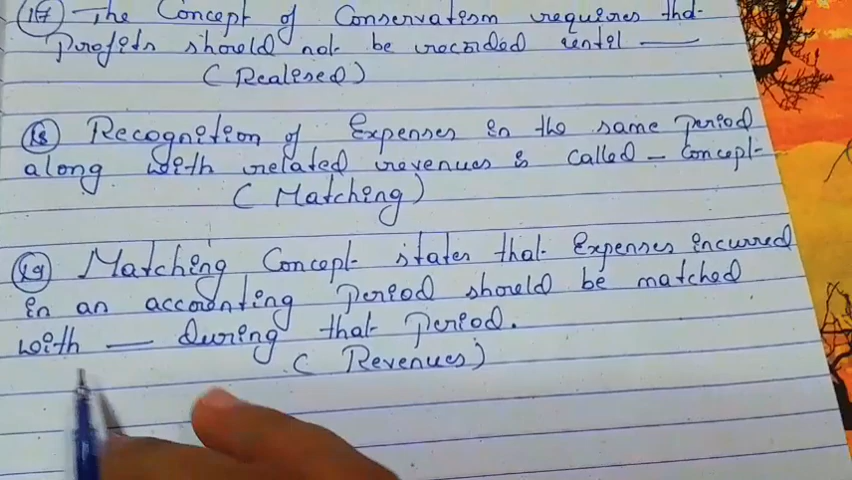 (17) The Concept of Conservatism requires that
Profits should not be recorded until ___
(Realised)
(18) Recognition of Expenses in the same Period
along with related revenues is called _ Concept
(Matching)
(19) Matching Concept states that Expenses incurred
in an accounting Period should be matched
with ___ during that Period.
(Revenues)